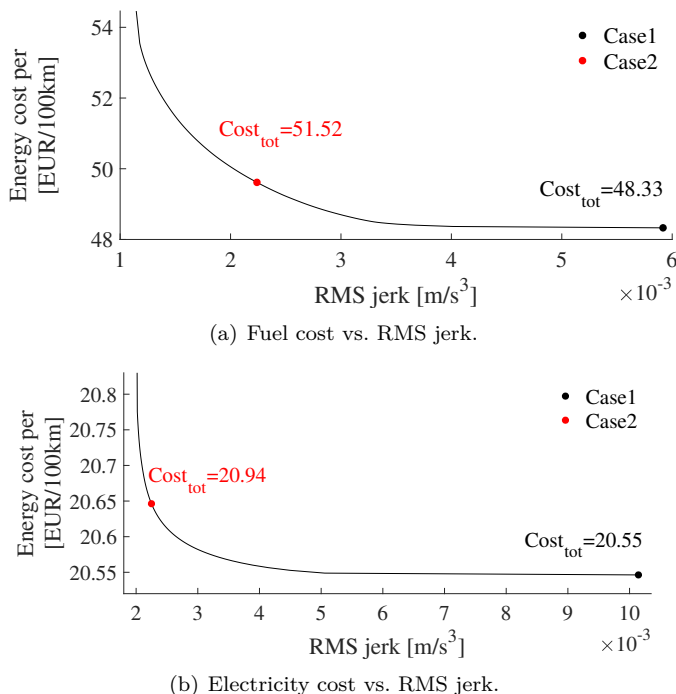 54
52
50
48
Energy cost per
[EUR/100km]
Case1
Case2
Cost_tot=51.52
Cost_tot=48.33
1 2 3 4 5 6
RMS jerk [m/s³]
×10⁻³
(a) Fuel cost vs. RMS jerk.
20.8
20.75
20.7
20.65
20.6
20.55
Energy cost per
[EUR/100km]
Case1
Case2
Cost_tot=20.94
Cost_tot=20.55
2 3 4 5 6 7 8 9 10
RMS jerk [m/s³]
×10⁻³
(b) Electricity cost vs. RMS jerk.